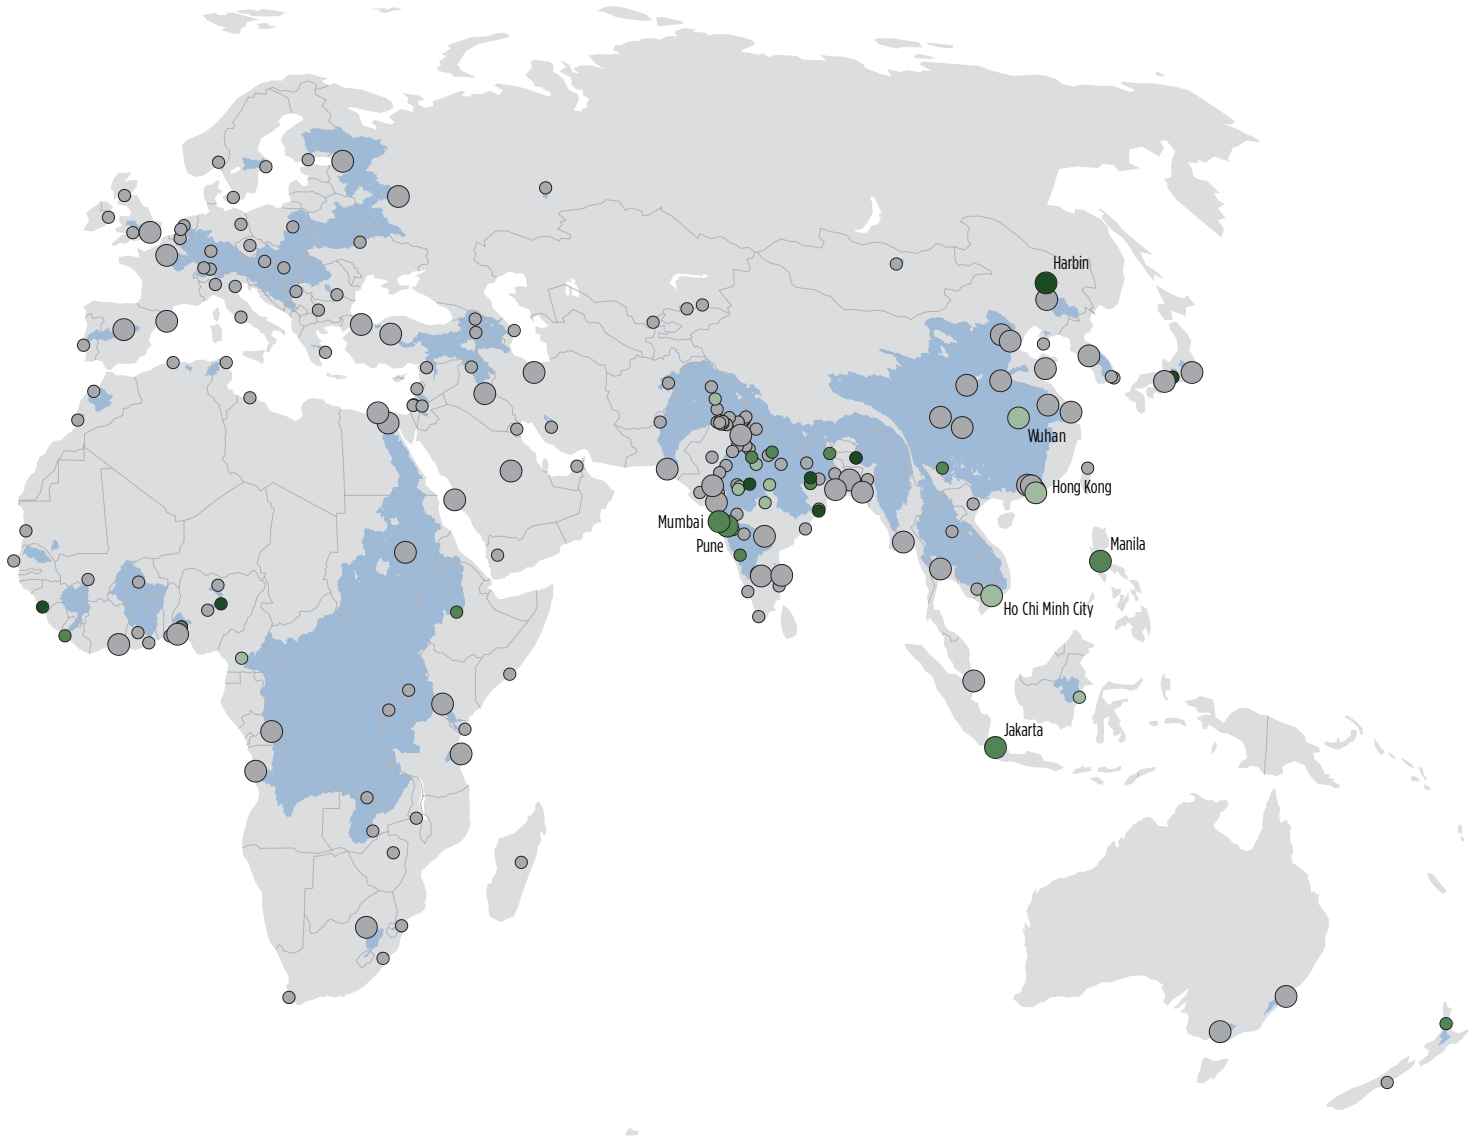 Harbin
Wuhan
Hong Kong
Mumbai
Pune
Manila
Ho Chi Minh City
Jakarta